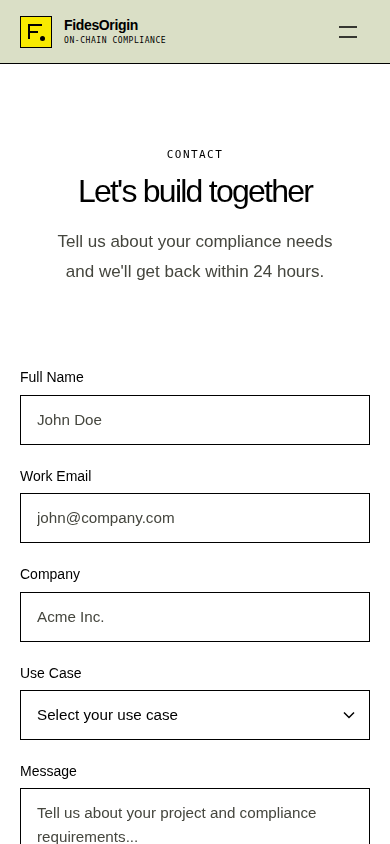 F.
FidesOrigin
ON-CHAIN COMPLIANCE
CONTACT
Let's build together
Tell us about your compliance needs
and we'll get back within 24 hours.
Full Name
John Doe
Work Email
john@company.com
Company
Acme Inc.
Use Case
Select your use case
Message
Tell us about your project and compliance
requirements...